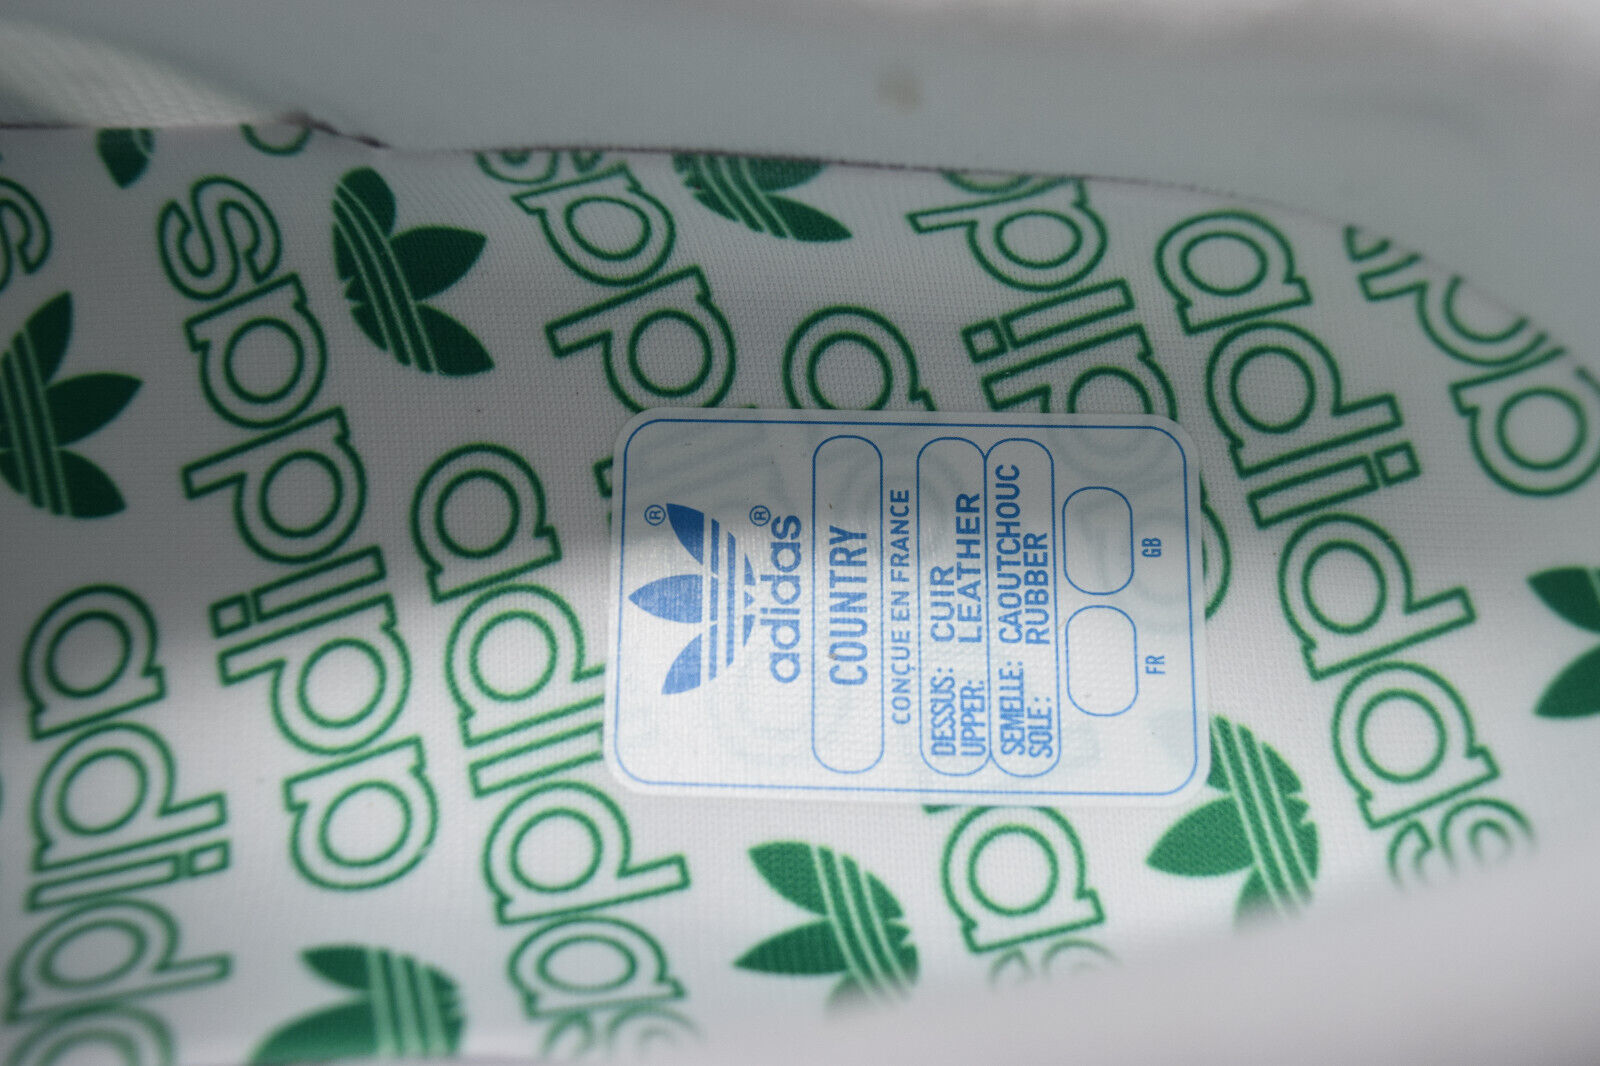 ®
adidas ®
COUNTRY
CONÇUE EN FRANCE
DESSUS: CUIR
UPPER: LEATHER
SEMELLE: CAOUTCHOUC
SOLE: RUBBER
FR GB
adidas
adidas
adidas
adidas
adidas
adidas